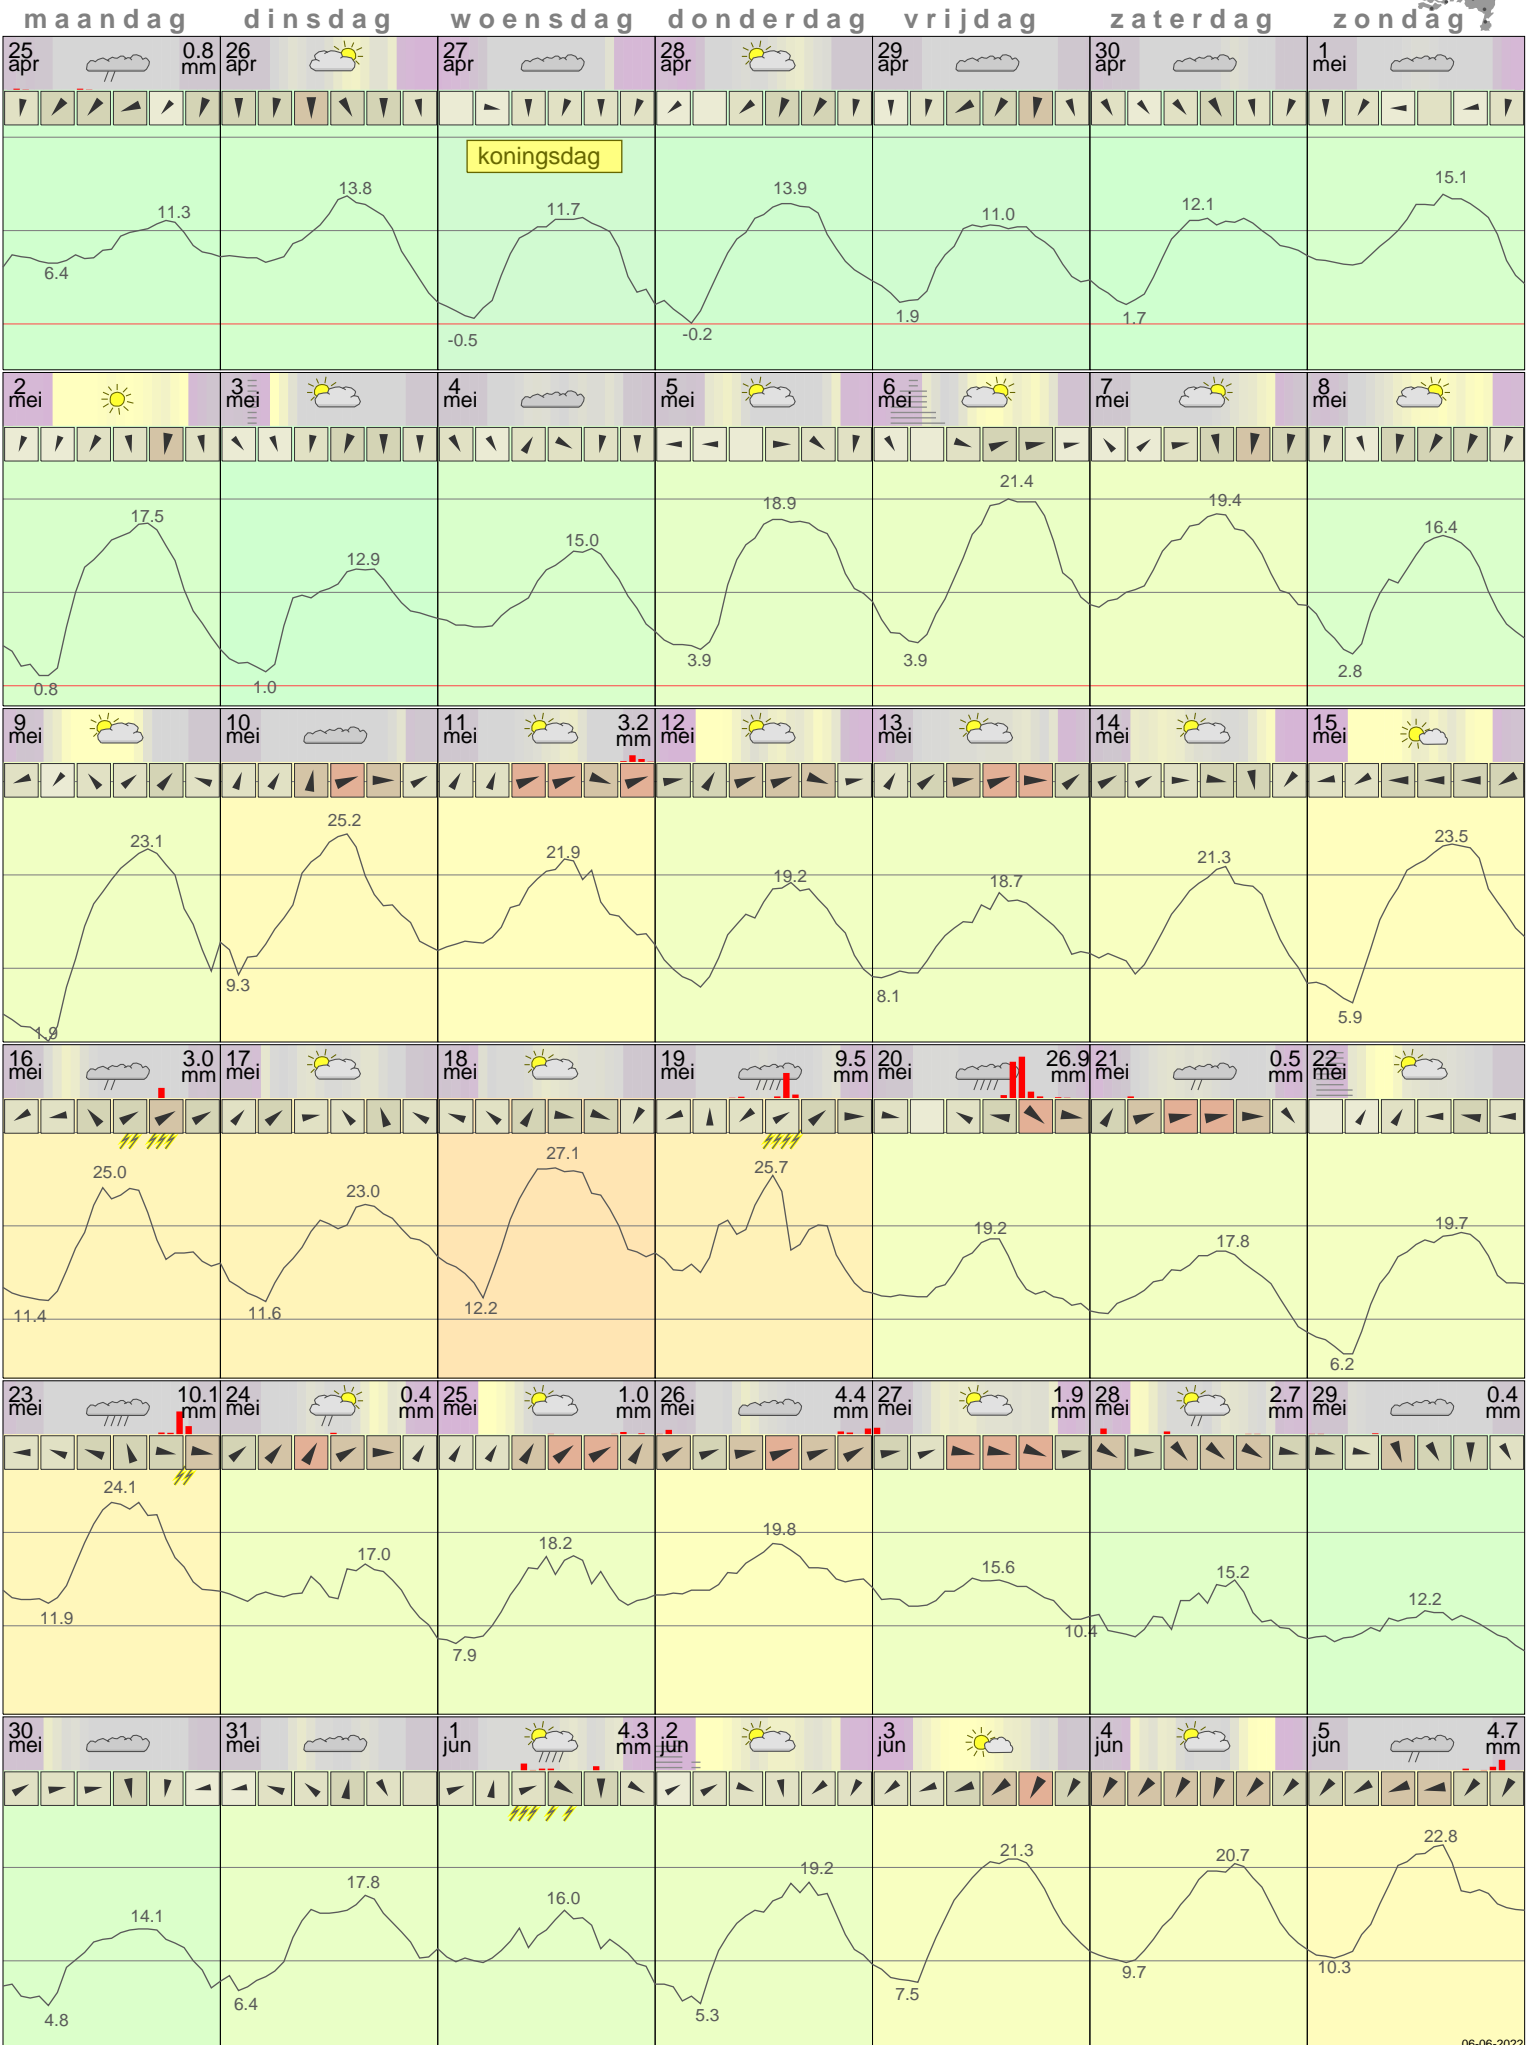 maandag dinsdag woensdag donderdag vrijdag zaterdag zondag
25 apr 0.8 mm 26 apr 27 apr 28 apr 29 apr 30 apr 1 mei
koningsdag
6.4 11.3 13.8 -0.5 11.7 -0.2 13.9 1.9 11.0 1.7 12.1 15.1
2 mei 3 mei 4 mei 5 mei 6 mei 7 mei 8 mei
0.8 17.5 1.0 12.9 15.0 3.9 18.9 3.9 21.4 19.4 2.8 16.4
9 mei 10 mei 11 mei 3.2 mm 12 mei 13 mei 14 mei 15 mei
1.9 23.1 9.3 25.2 21.9 19.2 8.1 18.7 21.3 5.9 23.5
16 mei 3.0 mm 17 mei 18 mei 19 mei 9.5 mm 20 mei 26.9 mm 21 mei 0.5 mm 22 mei
11.4 25.0 11.6 23.0 12.2 27.1 25.7 19.2 17.8 6.2 19.7
23 mei 10.1 mm 24 mei 0.4 mm 25 mei 1.0 mm 26 mei 4.4 mm 27 mei 1.9 mm 28 mei 2.7 mm 29 mei 0.4 mm
11.9 24.1 17.0 7.9 18.2 19.8 15.6 10.4 15.2 12.2
30 mei 31 mei 1 jun 4.3 mm 2 jun 3 jun 4 jun 5 jun 4.7 mm
4.8 14.1 6.4 17.8 16.0 5.3 19.2 7.5 21.3 9.7 20.7 10.3 22.8
06-06-2022